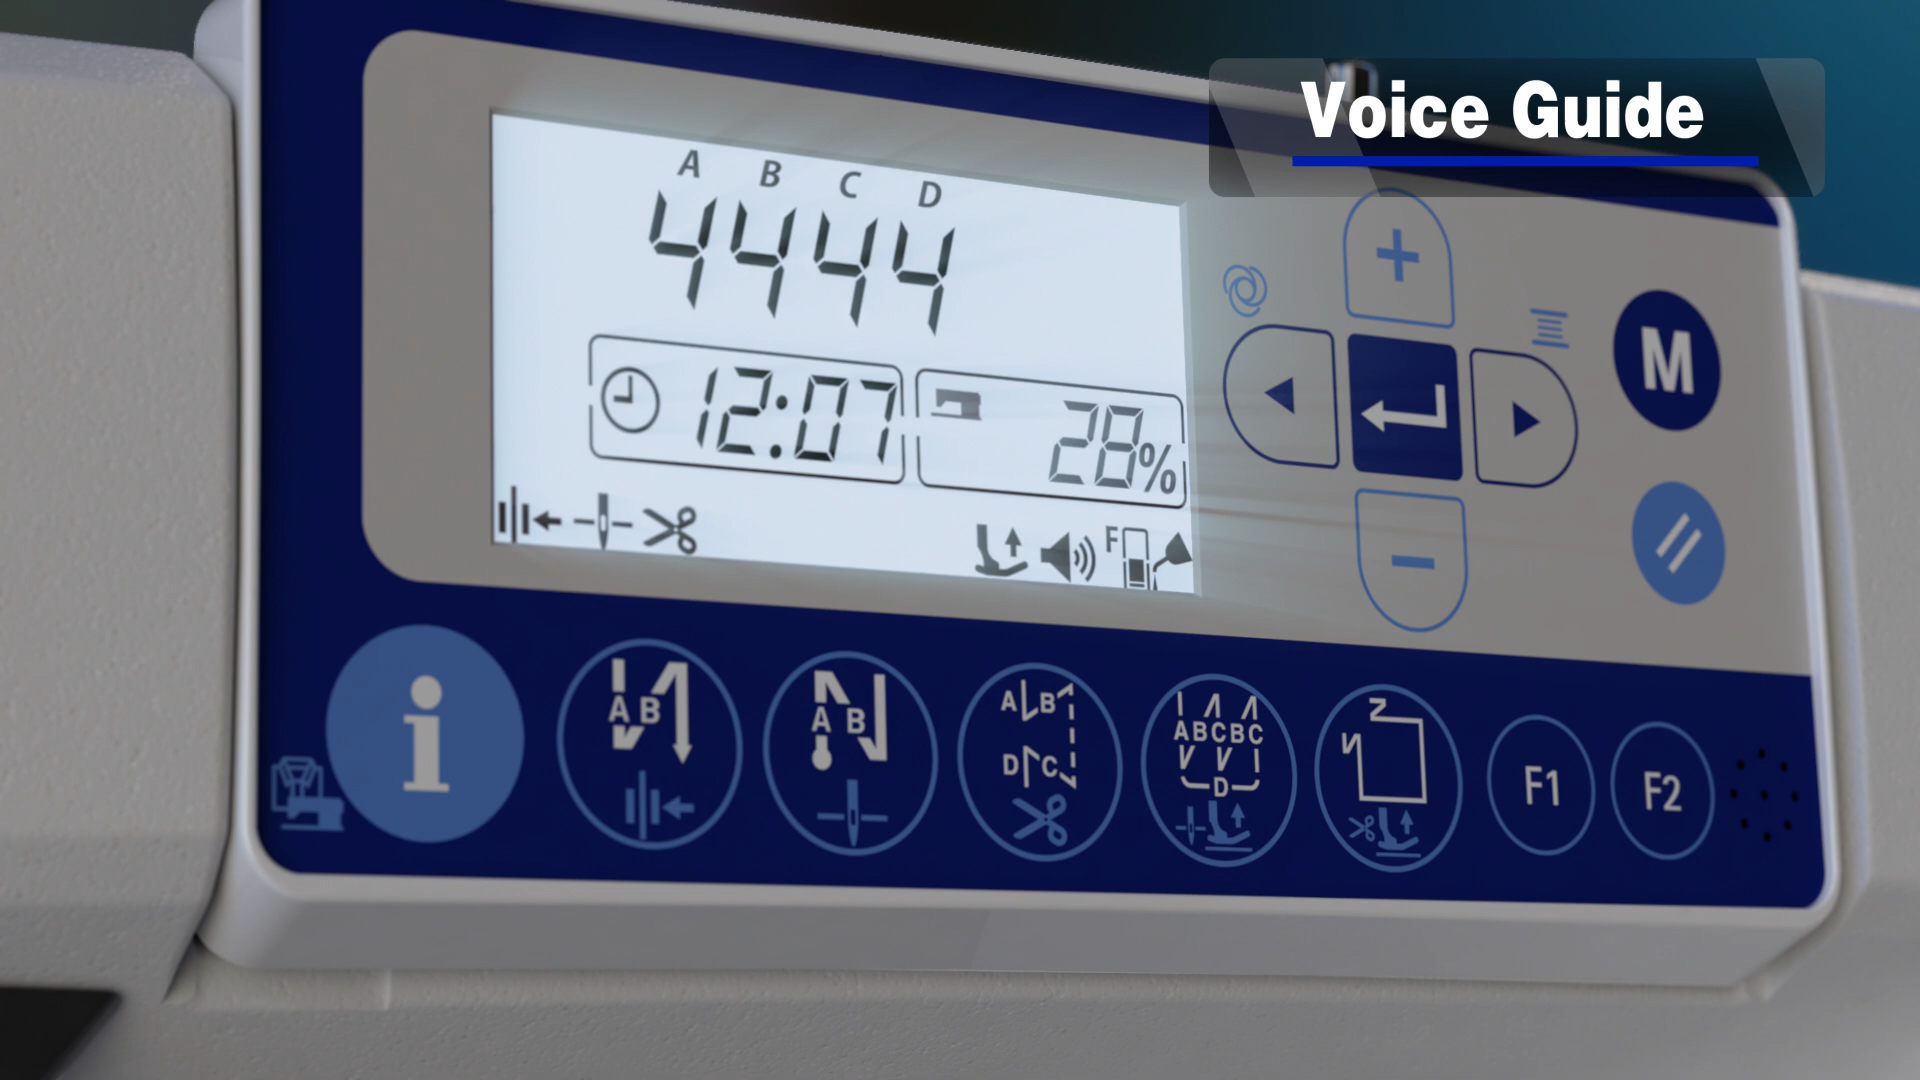 Voice Guide
A B C D
4444
12:07
28%
F
M
i
A B
A B
A B
D C
ABCBC
D
F1
F2